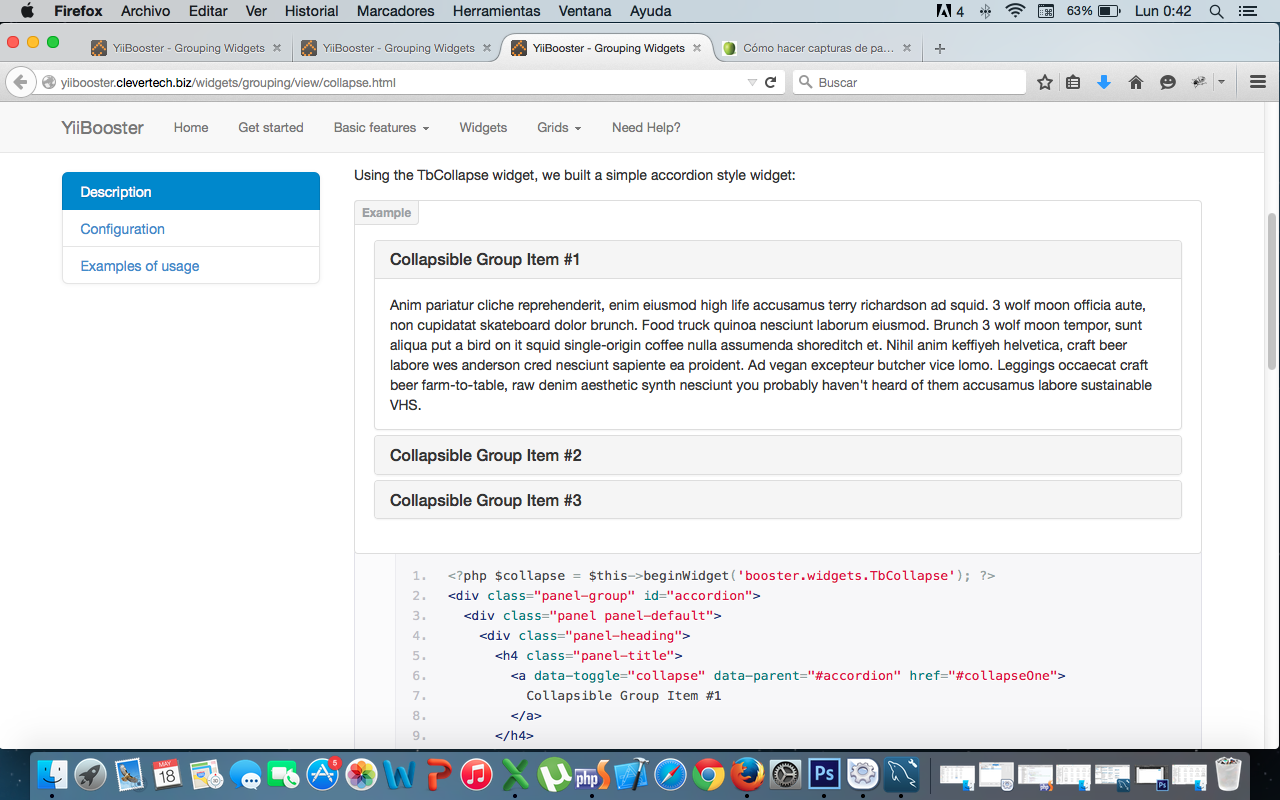 Firefox Archivo Editar Ver Historial Marcadores Herramientas Ventana Ayuda 4 63% Lun 0:42
YiiBooster - Grouping Widgets YiiBooster - Grouping Widgets YiiBooster - Grouping Widgets Cómo hacer capturas de pa...
yiibooster.clevertech.biz/widgets/grouping/view/collapse.html Buscar
YiiBooster Home Get started Basic features Widgets Grids Need Help?
Description
Configuration
Examples of usage
Using the TbCollapse widget, we built a simple accordion style widget:
Example
Collapsible Group Item #1
Anim pariatur cliche reprehenderit, enim eiusmod high life accusamus terry richardson ad squid. 3 wolf moon officia aute,
non cupidatat skateboard dolor brunch. Food truck quinoa nesciunt laborum eiusmod. Brunch 3 wolf moon tempor, sunt
aliqua put a bird on it squid single-origin coffee nulla assumenda shoreditch et. Nihil anim keffiyeh helvetica, craft beer
labore wes anderson cred nesciunt sapiente ea proident. Ad vegan excepteur butcher vice lomo. Leggings occaecat craft
beer farm-to-table, raw denim aesthetic synth nesciunt you probably haven't heard of them accusamus labore sustainable
VHS.
Collapsible Group Item #2
Collapsible Group Item #3
1. <?php $collapse = $this->beginWidget('booster.widgets.TbCollapse'); ?>
2. <div class="panel-group" id="accordion">
3. <div class="panel panel-default">
4. <div class="panel-heading">
5. <h4 class="panel-title">
6. <a data-toggle="collapse" data-parent="#accordion" href="#collapseOne">
7. Collapsible Group Item #1
8. </a>
9. </h4>
MAY
18
5
php
Ps